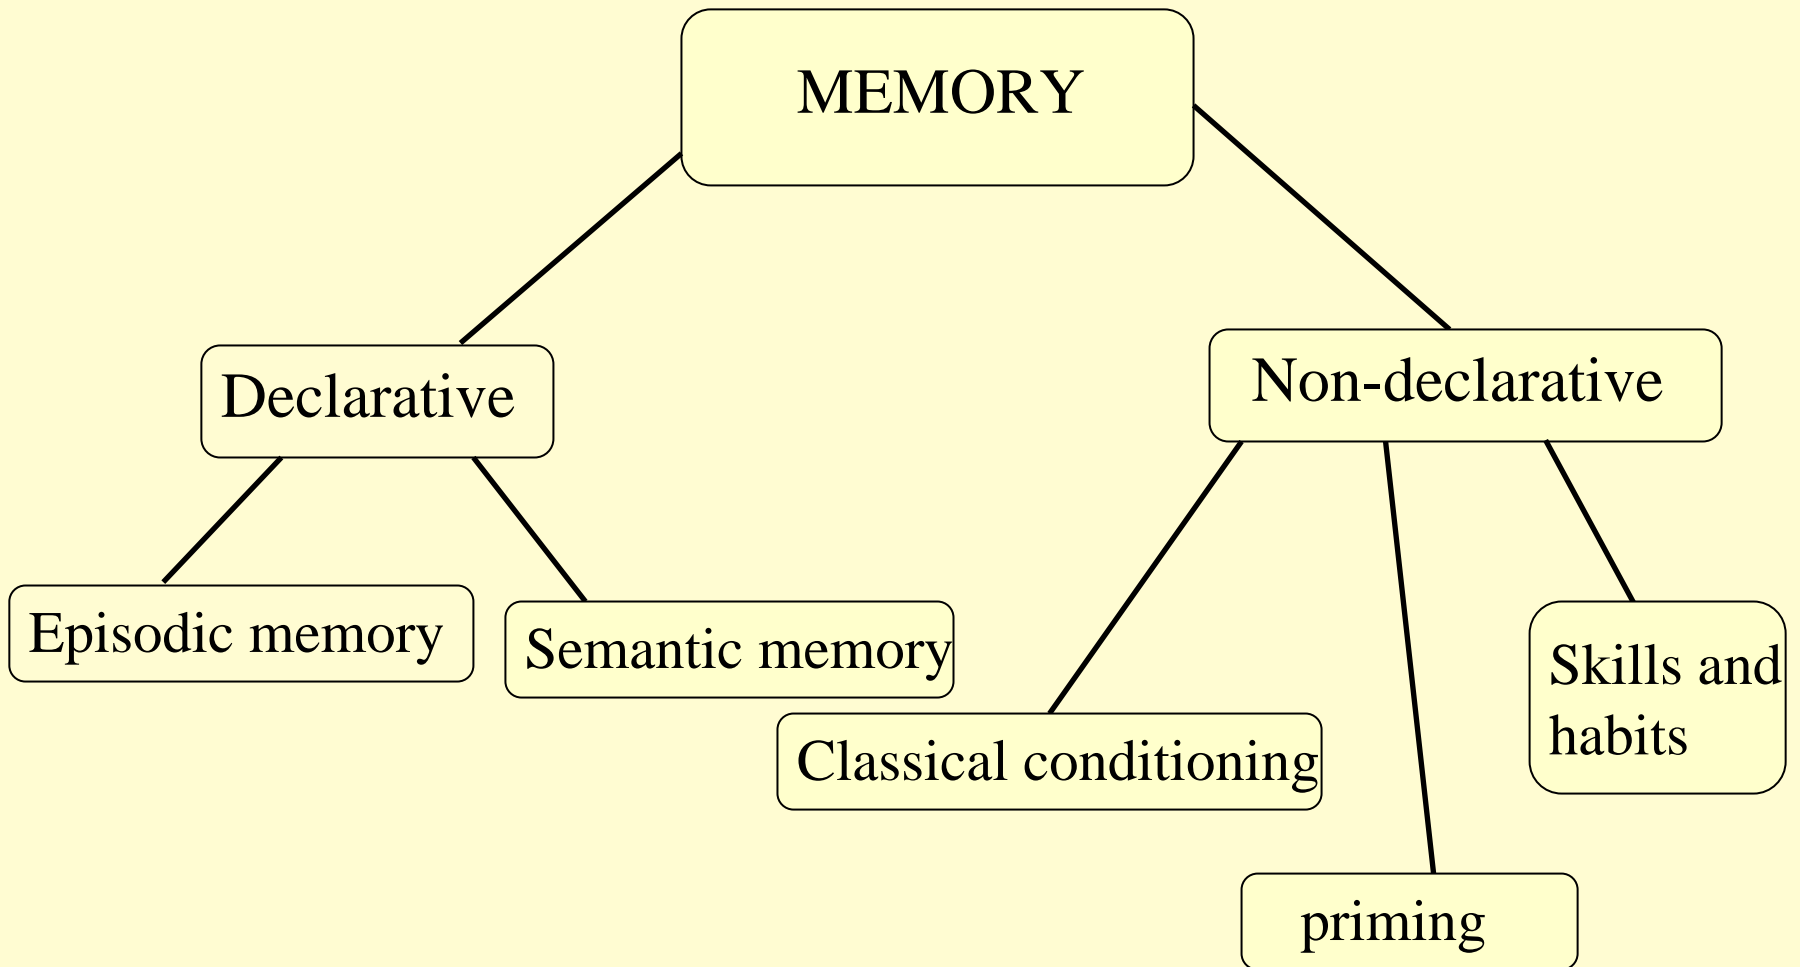 MEMORY
Declarative
Non-declarative
Episodic memory
Semantic memory
Classical conditioning
Skills and
habits
priming